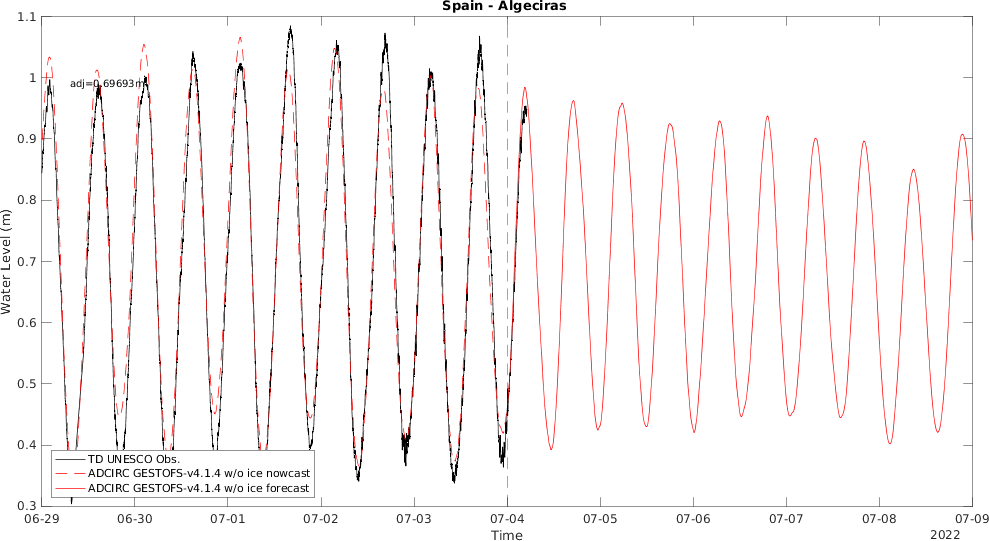 Spain - Algeciras
1.1
1
0.9
0.8
0.7
0.6
0.5
0.4
0.3
Water Level (m)
adj=0.69693m
TD UNESCO Obs.
ADCIRC GESTOFS-v4.1.4 w/o ice nowcast
ADCIRC GESTOFS-v4.1.4 w/o ice forecast
06-29 06-30 07-01 07-02 07-03 07-04 07-05 07-06 07-07 07-08 07-09
Time
2022